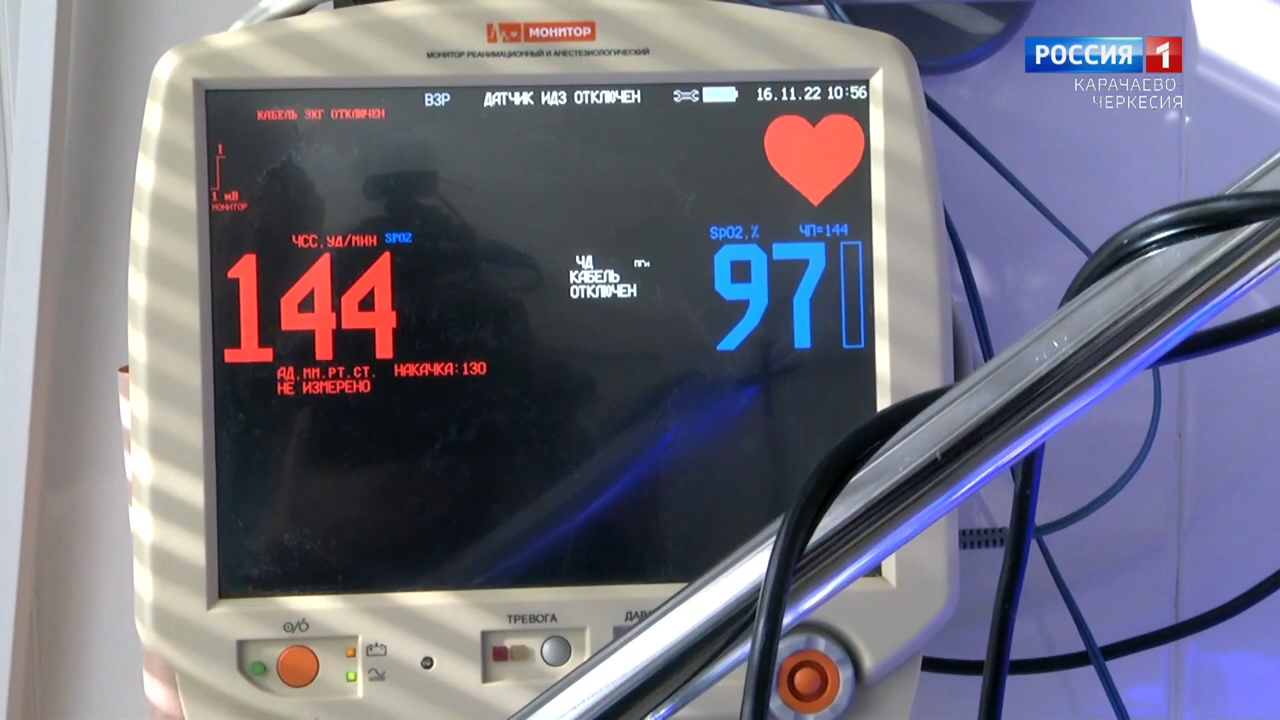 МОНИТОР
МОНИТОР РЕАНИМАЦИОННЫЙ И АНЕСТЕЗИОЛОГИЧЕСКИЙ
РОССИЯ 1
КАРАЧАЕВО
ЧЕРКЕСИЯ
ВЗР ДАТЧИК ИДЗ ОТКЛЮЧЕН 16.11.22 10:56
КАБЕЛЬ ЭКГ ОТКЛЮЧЕН
1
1 мВ
МОНИТОР
ЧСС,УД/МИН SPO2
144
ЧД
КАБЕЛЬ
ОТКЛЮЧЕН
SpO2,% ЧП=144
97
АД,ММ.РТ.СТ. НАКАЧКА:130
НЕ ИЗМЕРЕНО
ТРЕВОГА